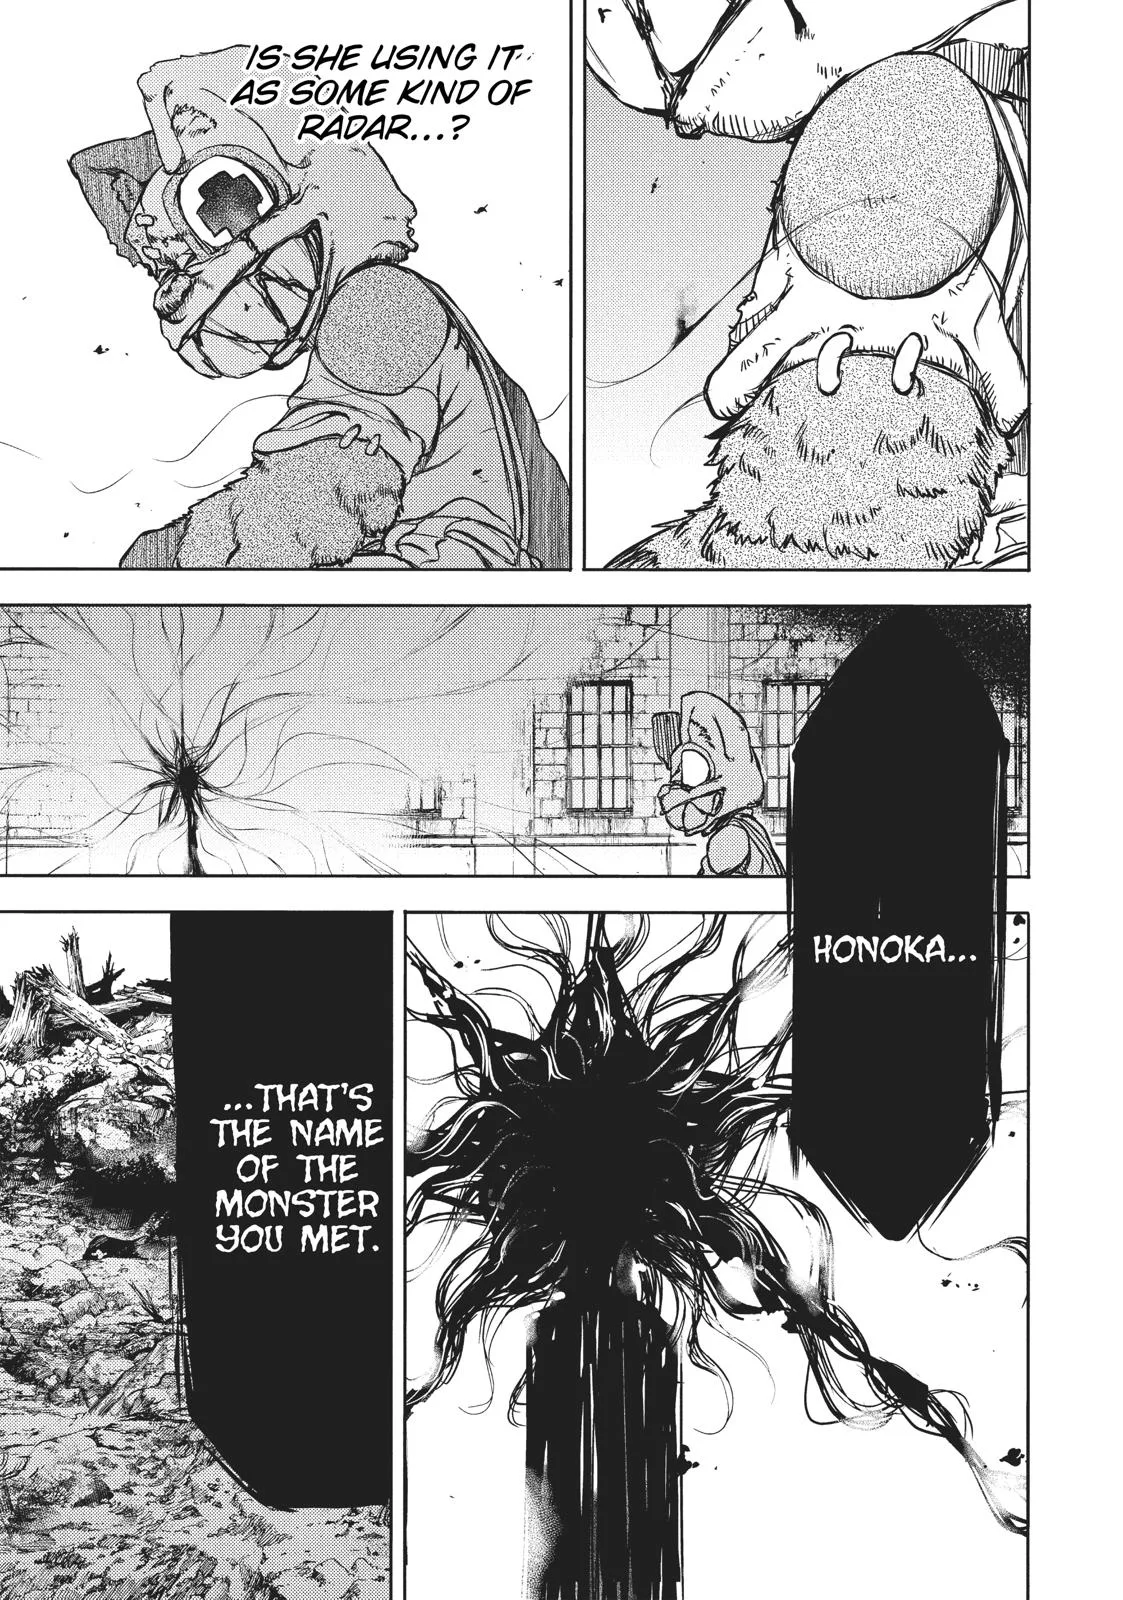 IS SHE USING IT
AS SOME KIND OF
RADAR...?
HONOKA...
...THAT'S
THE NAME
OF THE
MONSTER
YOU MET.